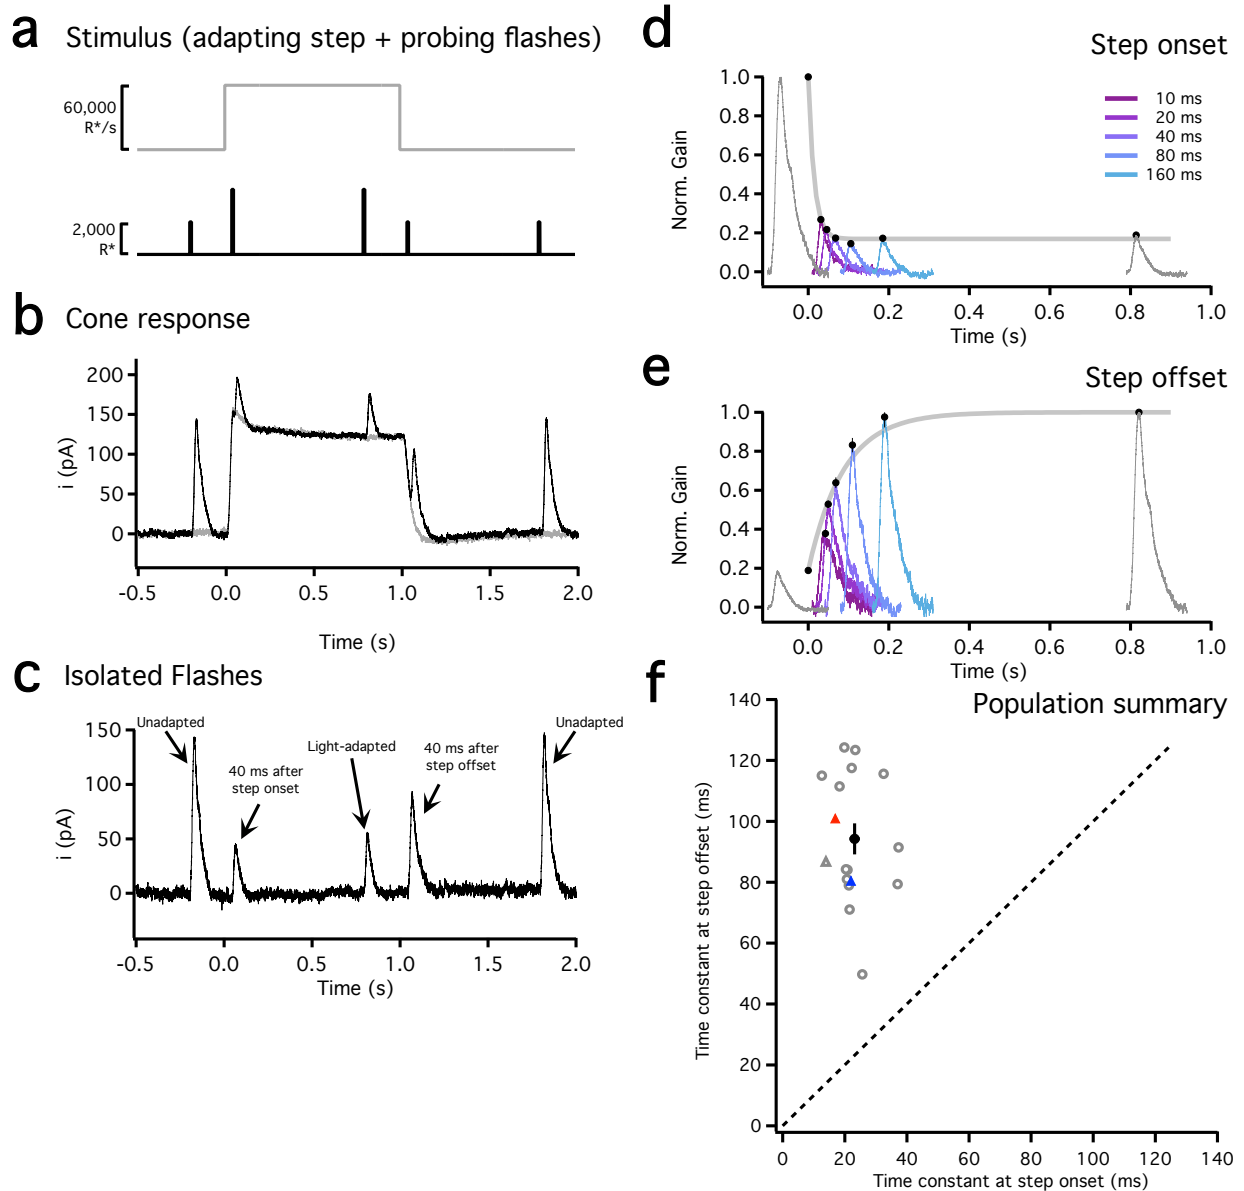 a Stimulus (adapting step + probing flashes)
60,000
R*/s
2,000
R*
b Cone response
200
150
100
50
0
i (pA)
-0.5 0.0 0.5 1.0 1.5 2.0
Time (s)
c Isolated Flashes
Unadapted
40 ms after
step onset
Light-adapted
40 ms after
step offset
Unadapted
150
100
50
0
i (pA)
-0.5 0.0 0.5 1.0 1.5 2.0
Time (s)
d Step onset
10 ms
20 ms
40 ms
80 ms
160 ms
1.0
0.8
0.6
0.4
0.2
0.0
Norm. Gain
0.0 0.2 0.4 0.6 0.8 1.0
Time (s)
e Step offset
1.0
0.8
0.6
0.4
0.2
0.0
Norm. Gain
0.0 0.2 0.4 0.6 0.8 1.0
Time (s)
f Population summary
140
120
100
80
60
40
20
0
Time constant at step offset (ms)
0 20 40 60 80 100 120 140
Time constant at step onset (ms)